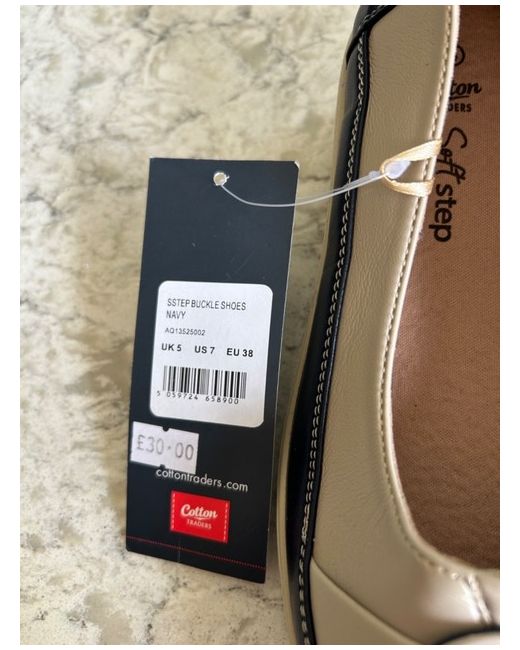 SSTEP BUCKLE SHOES
NAVY
AQ13525002
UK 5 US 7 EU 38
5 059724 658900
£30.00
cottontraders.com
Cotton
TRADERS
Soft step